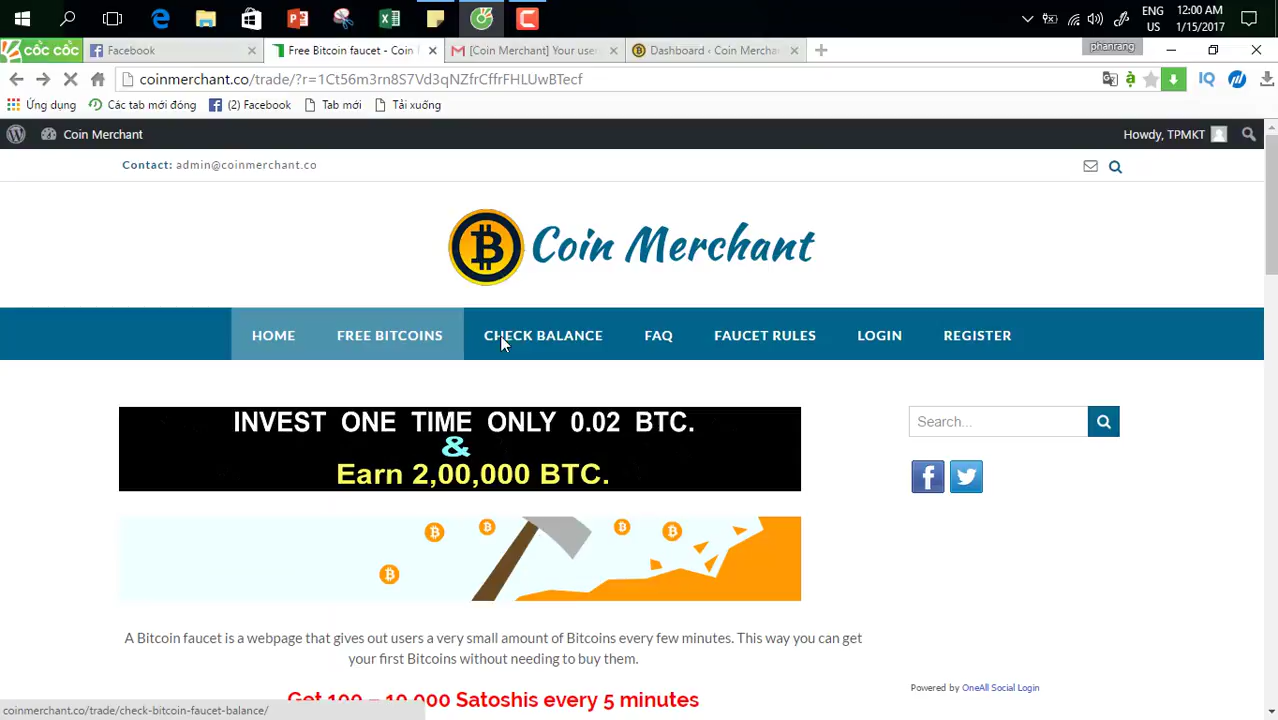 ENG
US
12:00 AM
1/15/2017
CỐC CỐC
Facebook
Free Bitcoin faucet - Coin
[Coin Merchant] Your use
Dashboard ‹ Coin Mercha
phanrang
coinmerchant.co/trade/?r=1Ct56m3rn8S7Vd3qNZfrCffrFHLUwBTecf
Ứng dụng
Các tab mới đóng
(2) Facebook
Tab mới
Tải xuống
Coin Merchant
Howdy, TPMKT
Contact: admin@coinmerchant.co
Coin Merchant
HOME
FREE BITCOINS
CHECK BALANCE
FAQ
FAUCET RULES
LOGIN
REGISTER
INVEST ONE TIME ONLY 0.02 BTC.
&
Earn 2,00,000 BTC.
Search...
A Bitcoin faucet is a webpage that gives out users a very small amount of Bitcoins every few minutes. This way you can get
your first Bitcoins without needing to buy them.
Get 100 – 10,000 Satoshis every 5 minutes
Powered by OneAll Social Login
coinmerchant.co/trade/check-bitcoin-faucet-balance/